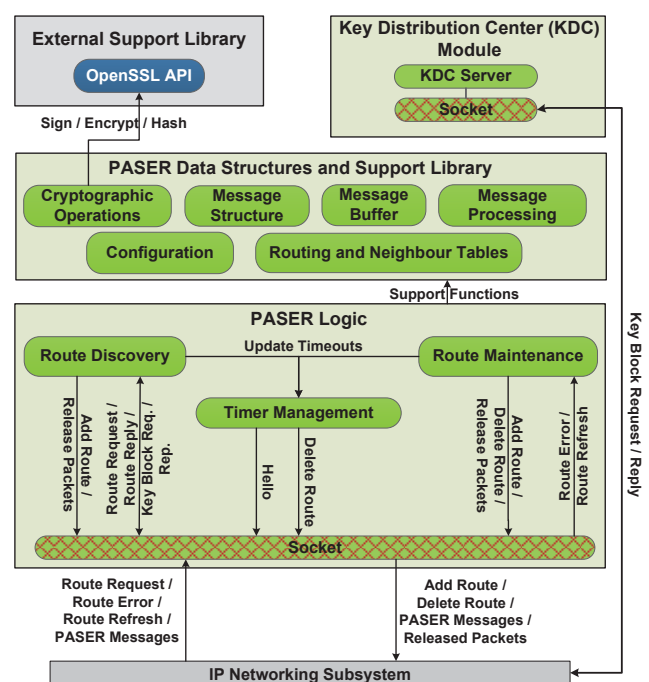 External Support Library
OpenSSL API
Key Distribution Center (KDC)
Module
KDC Server
Socket
Sign / Encrypt / Hash
PASER Data Structures and Support Library
Cryptographic
Operations
Message
Structure
Message
Buffer
Message
Processing
Configuration
Routing and Neighbour Tables
Support Functions
PASER Logic
Route Discovery
Update Timeouts
Route Maintenance
Timer Management
Add Route /
Release Packets
Route Request /
Route Reply /
Key Block Req. /
Rep.
Hello
Delete Route
Add Route /
Delete Route /
Release Packets
Route Error /
Route Refresh
Key Block Request / Reply
Socket
Route Request /
Route Error /
Route Refresh /
PASER Messages
Add Route /
Delete Route /
PASER Messages /
Released Packets
IP Networking Subsystem